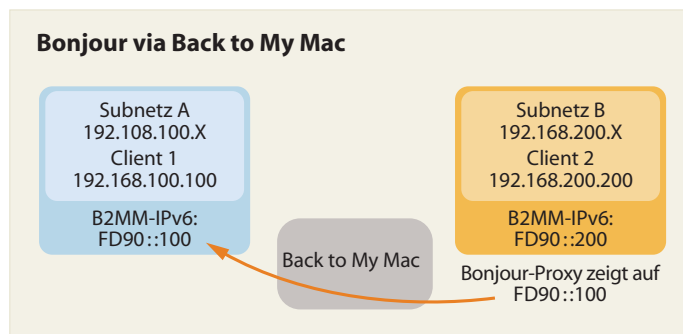 Bonjour via Back to My Mac
Subnetz A
192.108.100.X
Client 1
192.168.100.100
B2MM-IPv6:
FD90::100
Subnetz B
192.168.200.X
Client 2
192.168.200.200
B2MM-IPv6:
FD90::200
Back to My Mac
Bonjour-Proxy zeigt auf
FD90::100